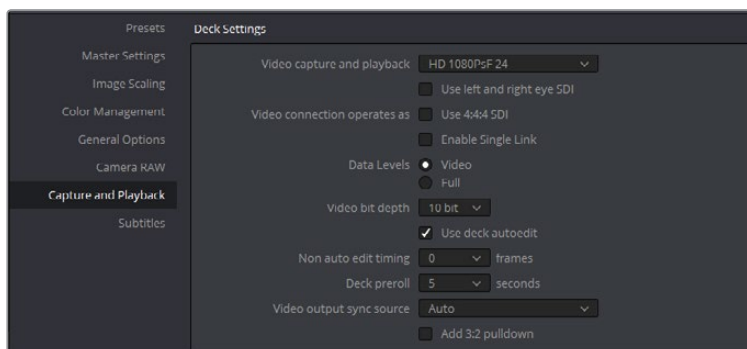 Presets
Master Settings
Image Scaling
Color Management
General Options
Camera RAW
Capture and Playback
Subtitles
Deck Settings
Video capture and playback HD 1080PsF 24
Use left and right eye SDI
Video connection operates as Use 4:4:4 SDI
Enable Single Link
Data Levels Video
Full
Video bit depth 10 bit
Use deck autoedit
Non auto edit timing 0 frames
Deck preroll 5 seconds
Video output sync source Auto
Add 3:2 pulldown